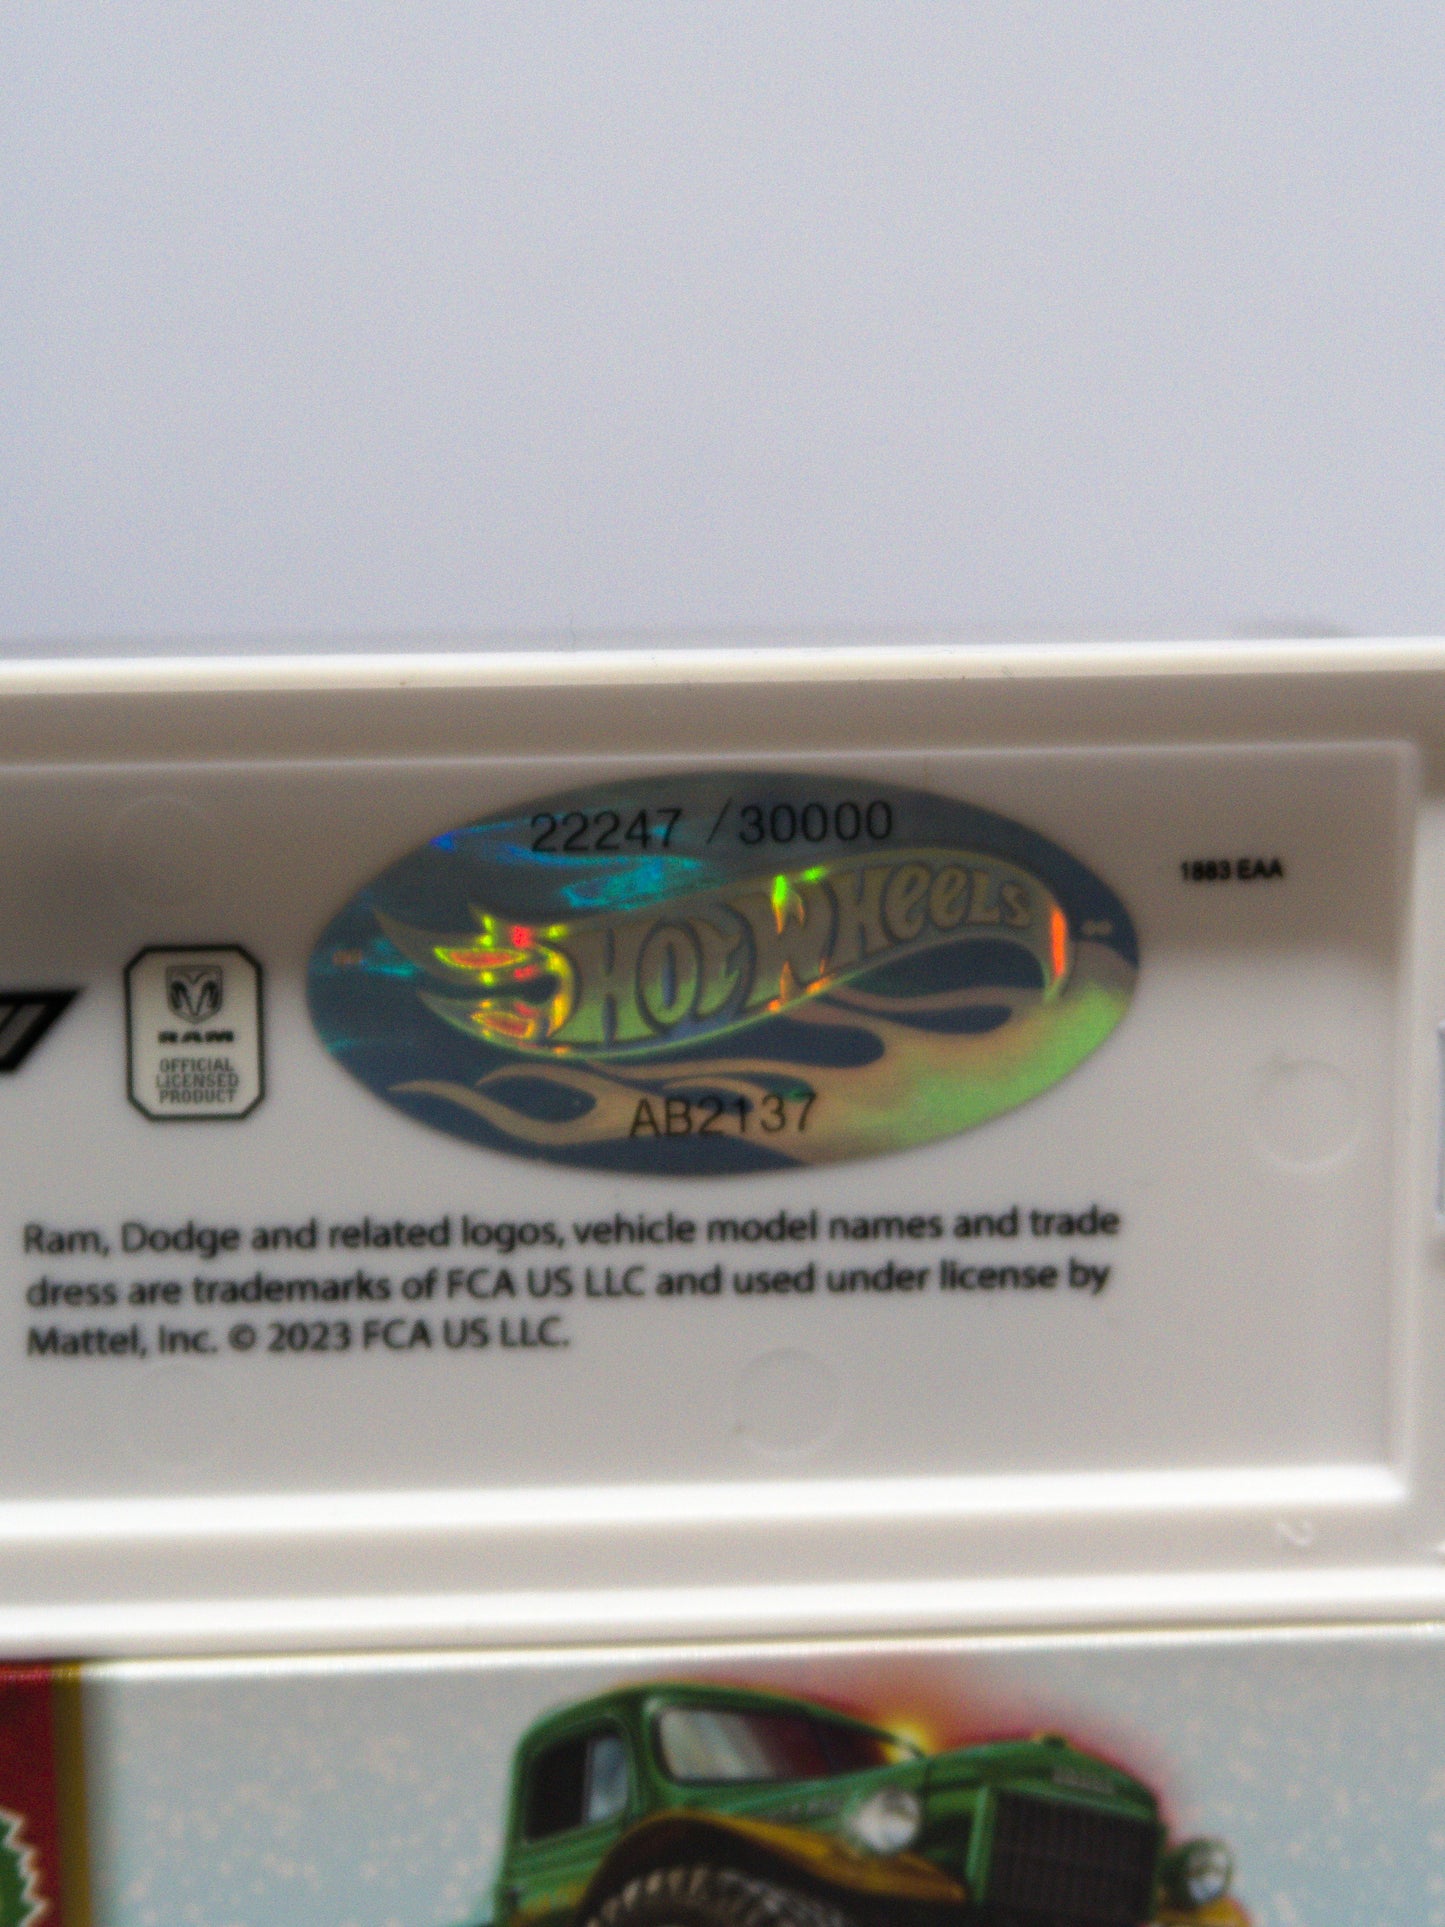 22247 / 30000
HOT WHEELS
1883 EAA
RAM
OFFICIAL
LICENSED
PRODUCT
AB2137
Ram, Dodge and related logos, vehicle model names and trade
dress are trademarks of FCA US LLC and used under license by
Mattel, Inc. © 2023 FCA US LLC.